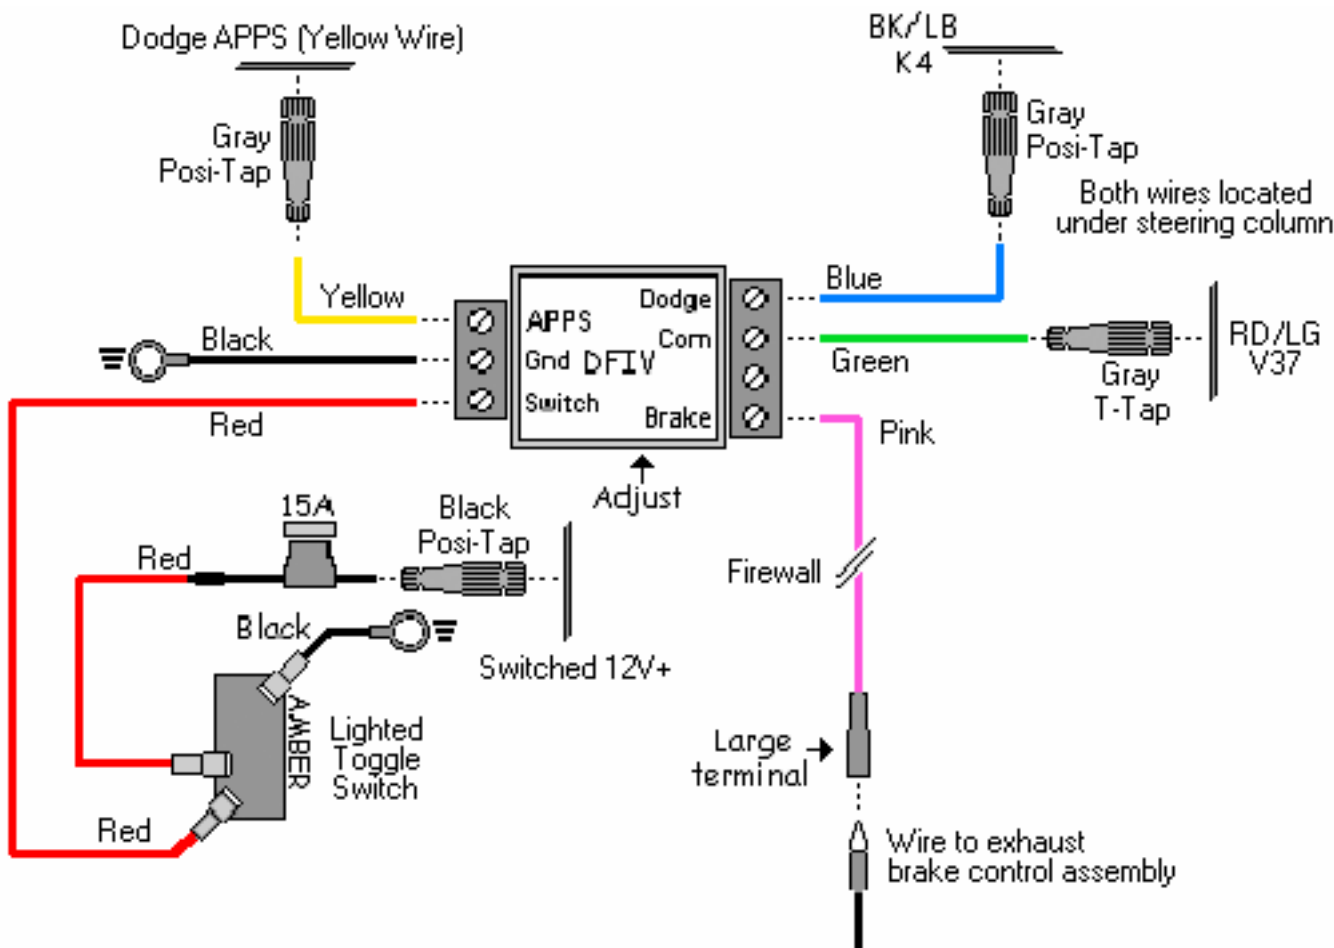 Dodge APPS (Yellow Wire)
BK/LB
K4
Gray
Posi-Tap
Gray
Posi-Tap
Both wires located
under steering column
Yellow
Black
Red
APPS
Gnd DFIV
Switch
Dodge
Com
Brake
Blue
Green
Pink
Gray
T-Tap
RD/LG
V37
Adjust
15A
Black
Posi-Tap
Red
Black
Switched 12V+
Firewall
AMBER
Lighted
Toggle
Switch
Red
Large
terminal
Wire to exhaust
brake control assembly